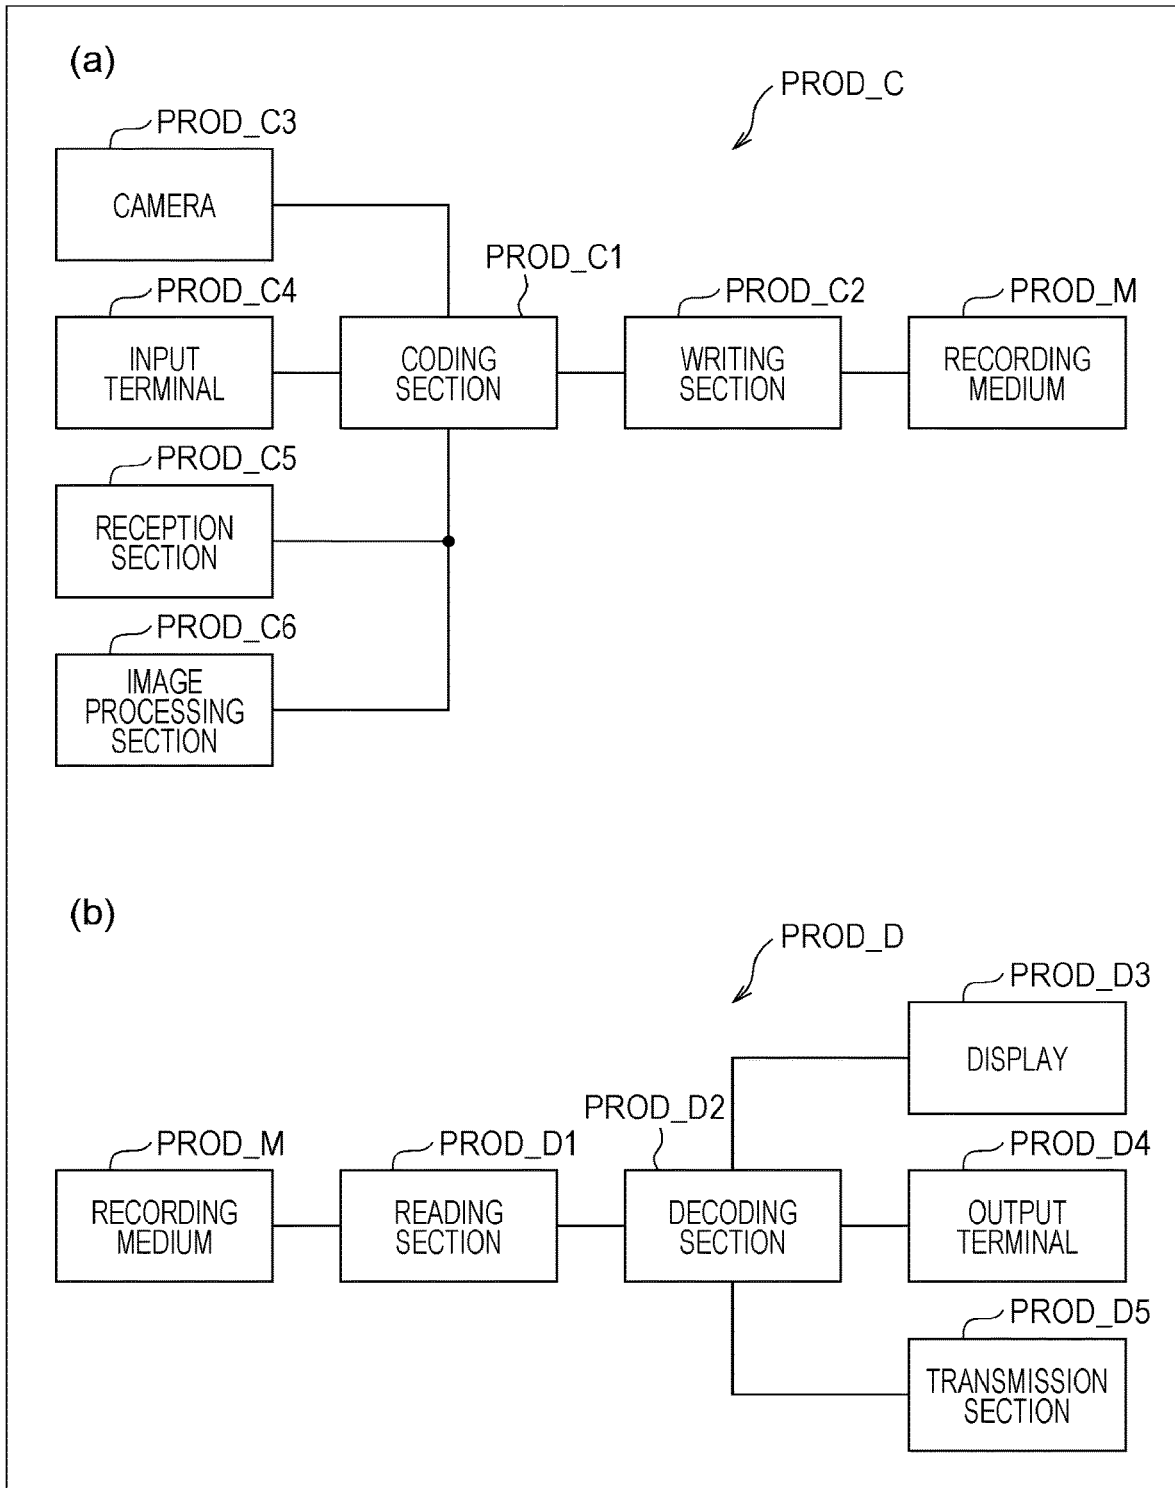 (a)
PROD_C
PROD_C3
CAMERA
PROD_C1
PROD_C4
INPUT
TERMINAL
CODING
SECTION
PROD_C2
WRITING
SECTION
PROD_M
RECORDING
MEDIUM
PROD_C5
RECEPTION
SECTION
PROD_C6
IMAGE
PROCESSING
SECTION
(b)
PROD_D
PROD_D3
DISPLAY
PROD_D2
PROD_M
RECORDING
MEDIUM
PROD_D1
READING
SECTION
DECODING
SECTION
PROD_D4
OUTPUT
TERMINAL
PROD_D5
TRANSMISSION
SECTION